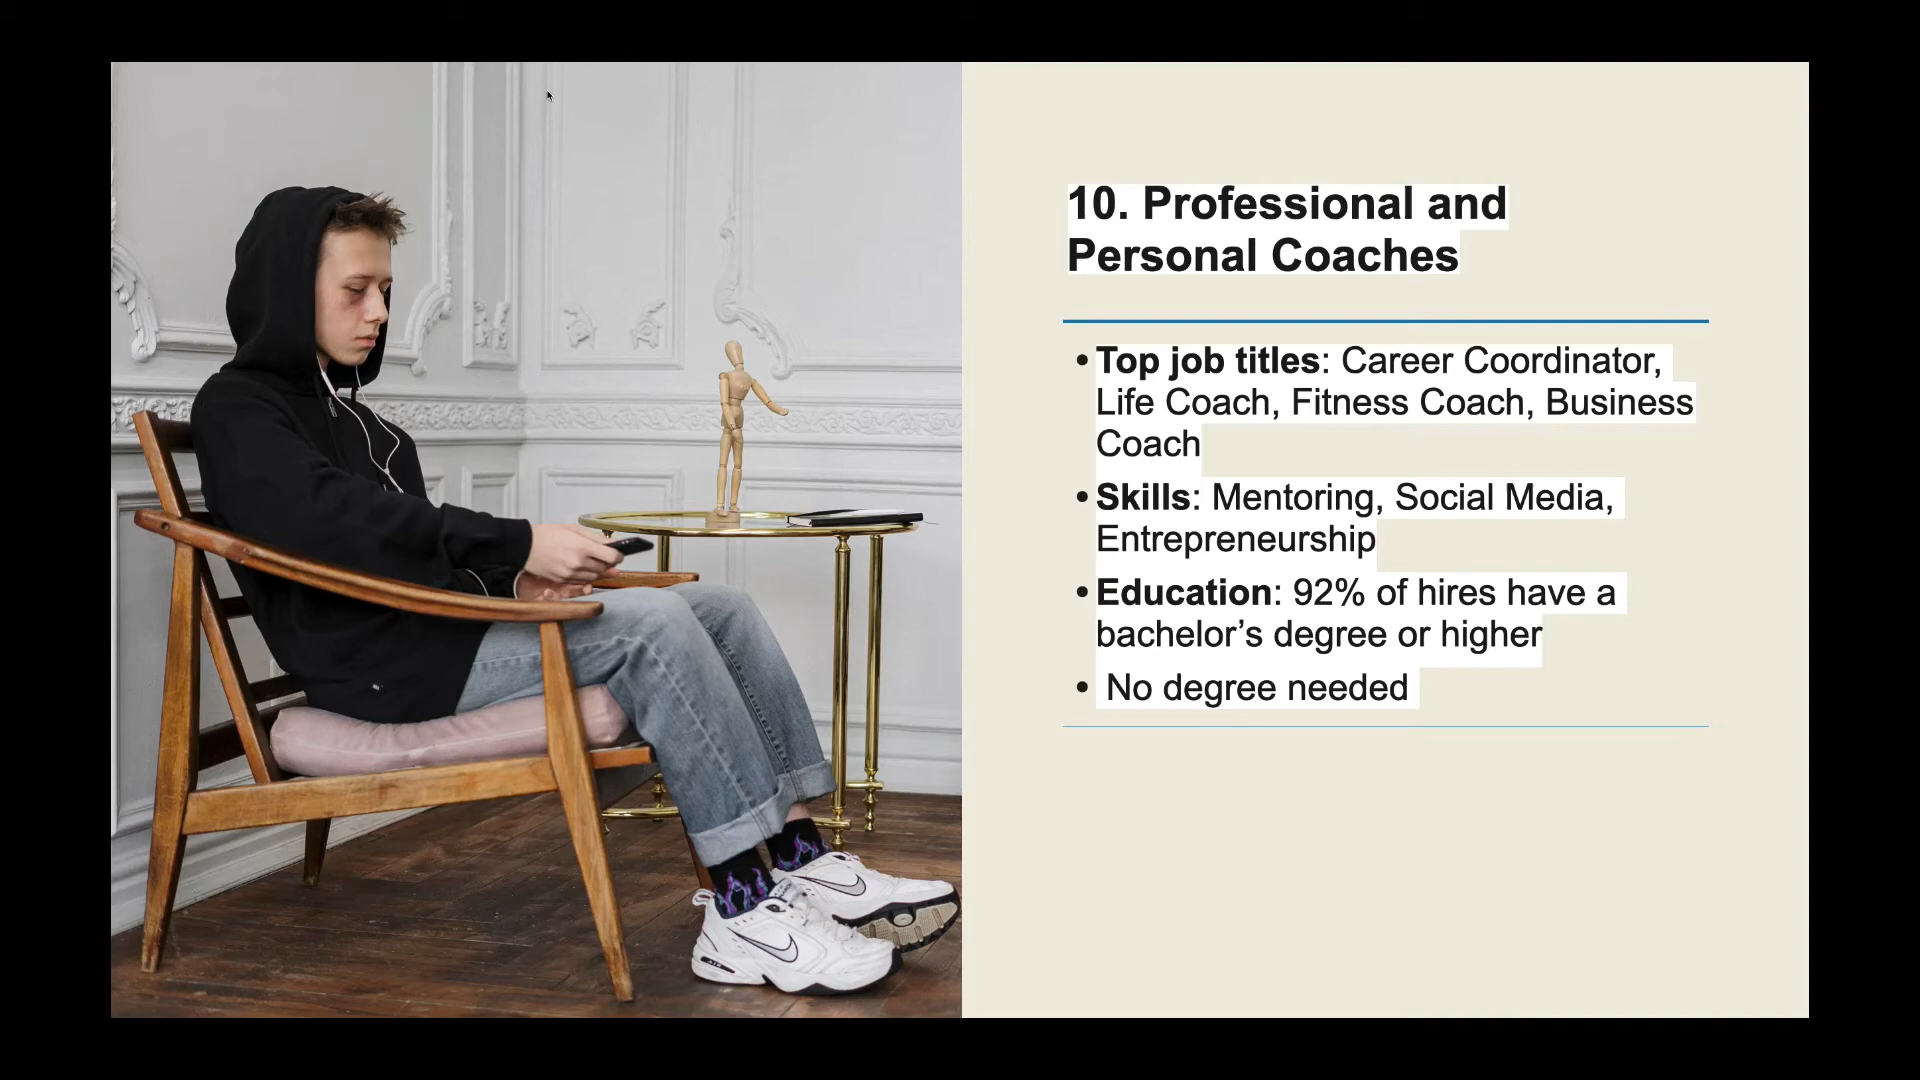 10. Professional and
Personal Coaches
• Top job titles: Career Coordinator,
Life Coach, Fitness Coach, Business
Coach
• Skills: Mentoring, Social Media,
Entrepreneurship
• Education: 92% of hires have a
bachelor’s degree or higher
• No degree needed